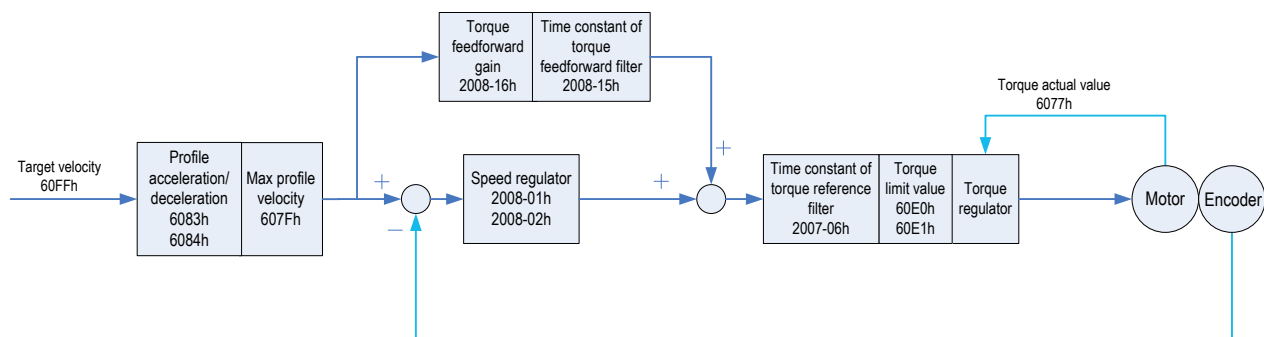 Target velocity
60FFh
Profile
acceleration/
deceleration
6083h
6084h
Max profile
velocity
607Fh
Torque
feedforward
gain
2008-16h
Time constant of
torque
feedforward filter
2008-15h
+
−
Speed regulator
2008-01h
2008-02h
+
+
Time constant of
torque reference
filter
2007-06h
Torque
limit value
60E0h
60E1h
Torque
regulator
Torque actual value
6077h
Motor
Encoder